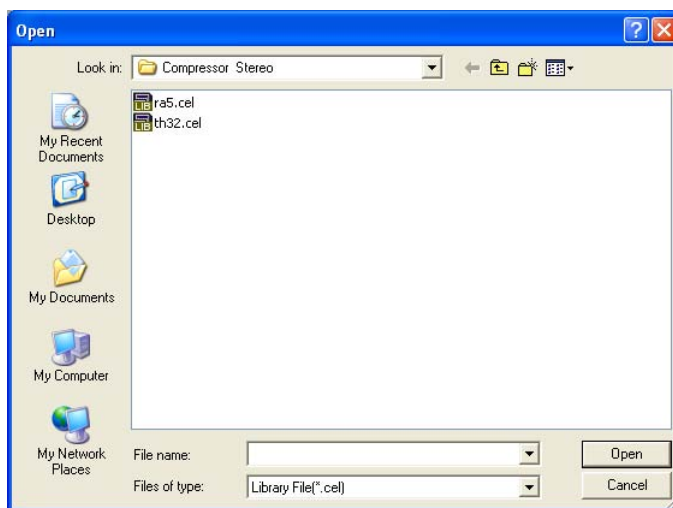 Open
Look in:
Compressor Stereo
ra5.cel
th32.cel
My Recent
Documents
Desktop
My Documents
My Computer
My Network
Places
File name:
Open
Files of type:
Library File(*.cel)
Cancel